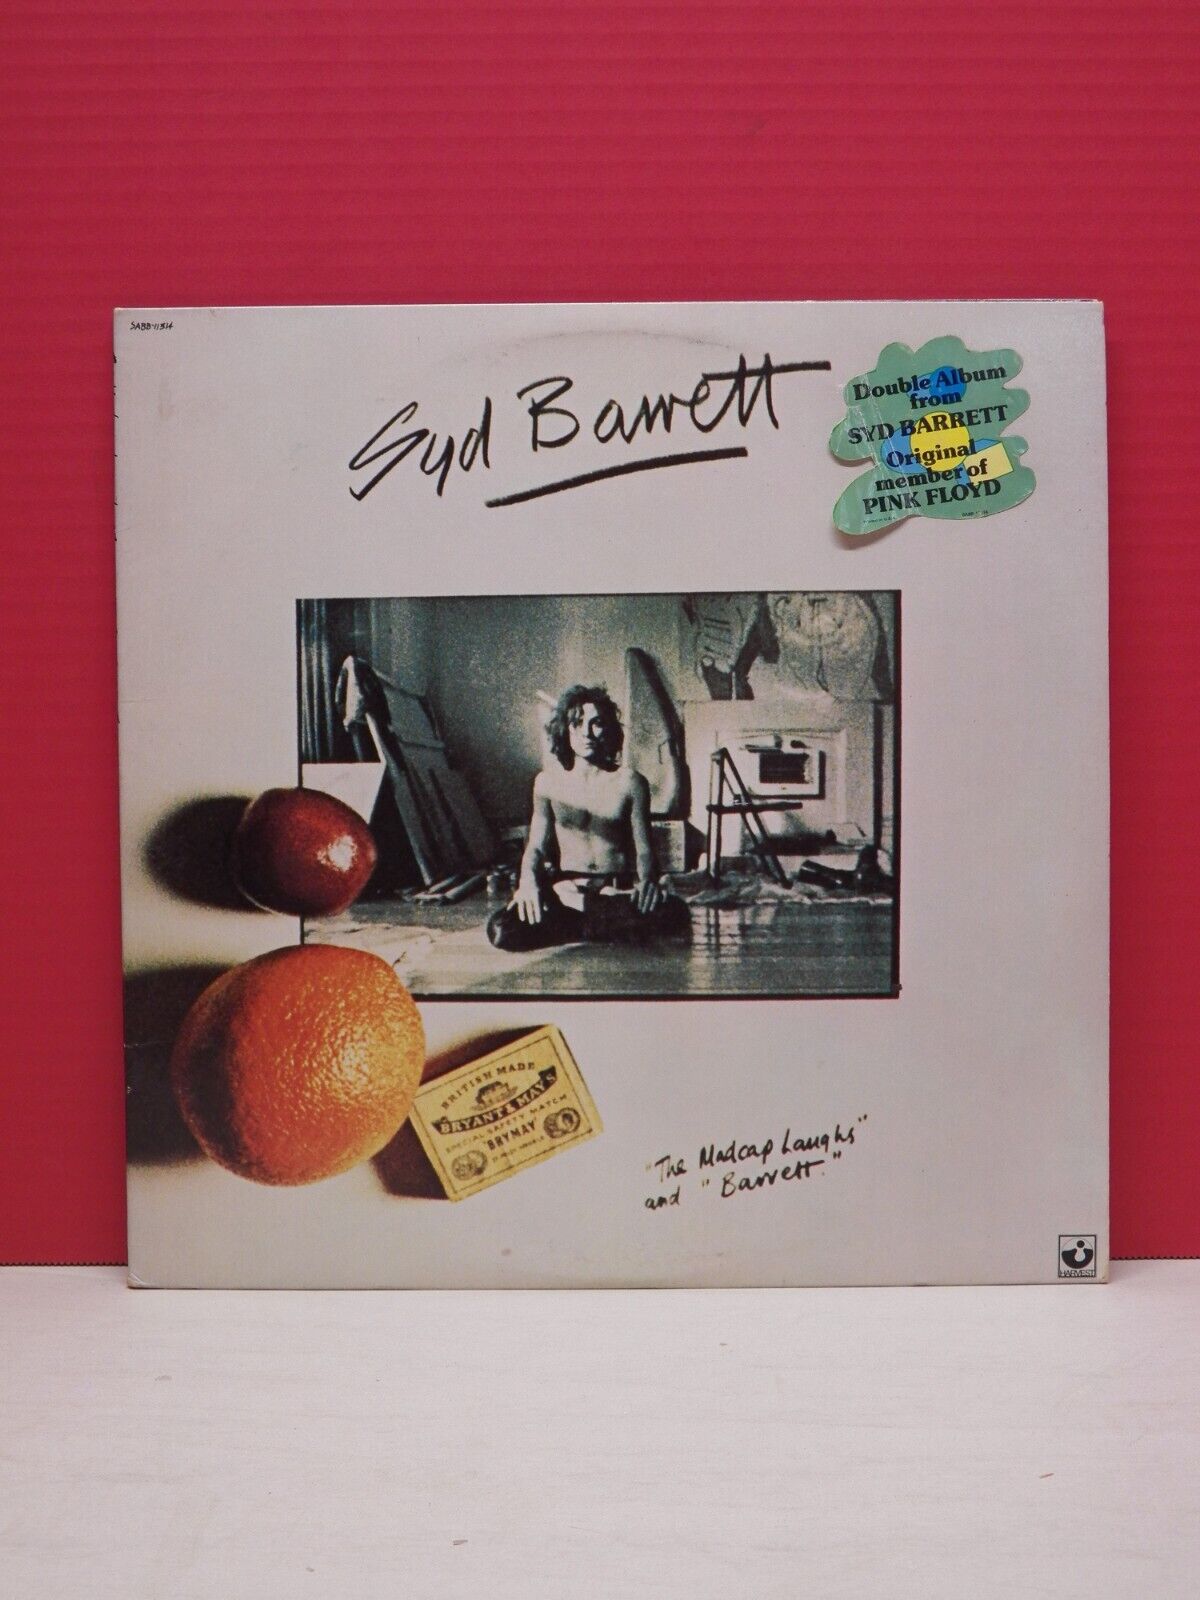 SABB-11314
Syd Barrett
Double Album
from
SYD BARRETT
Original
member of
PINK FLOYD
BRITISH MADE
BRYANT & MAY'S
SPECIAL SAFETY MATCH
'BRYMAY'
"The Madcap Laughs"
and "Barrett."
HARVEST